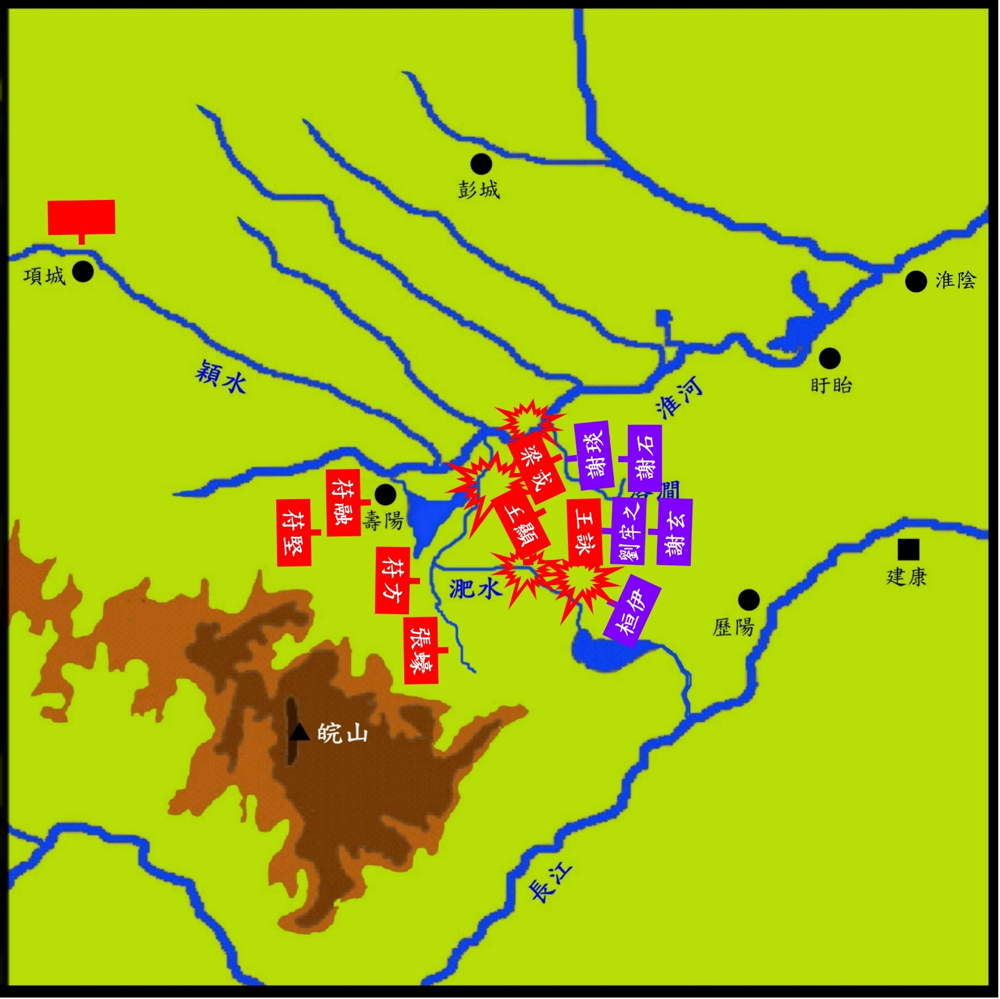 彭城
項城
淮陰
盱眙
潁水
淮河
謝琰
謝石
梁成
苻融
壽陽
苻堅
王顯
王詠
劉牢之
謝玄
澗
建康
苻方
淝水
桓伊
歷陽
張蠔
皖山
長江